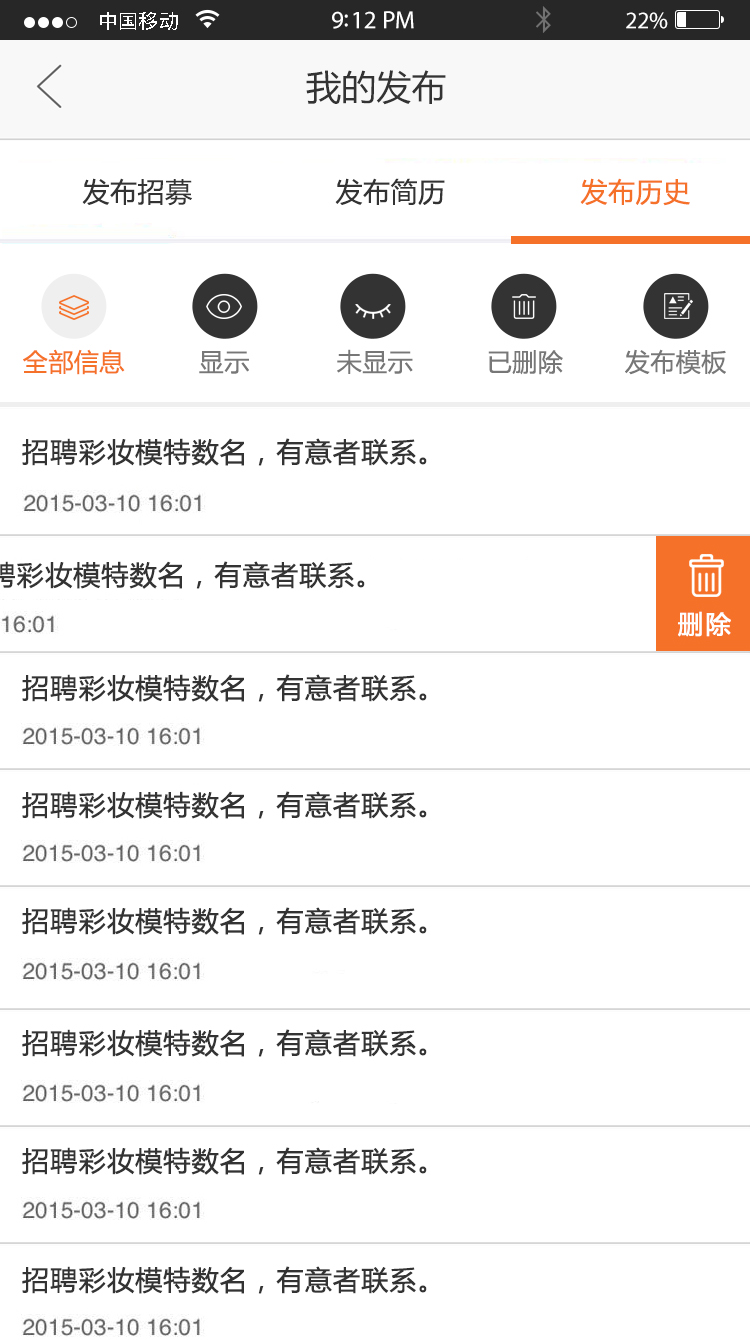 中国移动 9:12 PM 22%
我的发布
发布招募 发布简历 发布历史
全部信息 显示 未显示 已删除 发布模板
招聘彩妆模特数名，有意者联系。
2015-03-10 16:01
聘彩妆模特数名，有意者联系。
16:01
删除
招聘彩妆模特数名，有意者联系。
2015-03-10 16:01
招聘彩妆模特数名，有意者联系。
2015-03-10 16:01
招聘彩妆模特数名，有意者联系。
2015-03-10 16:01
招聘彩妆模特数名，有意者联系。
2015-03-10 16:01
招聘彩妆模特数名，有意者联系。
2015-03-10 16:01
招聘彩妆模特数名，有意者联系。
2015-03-10 16:01